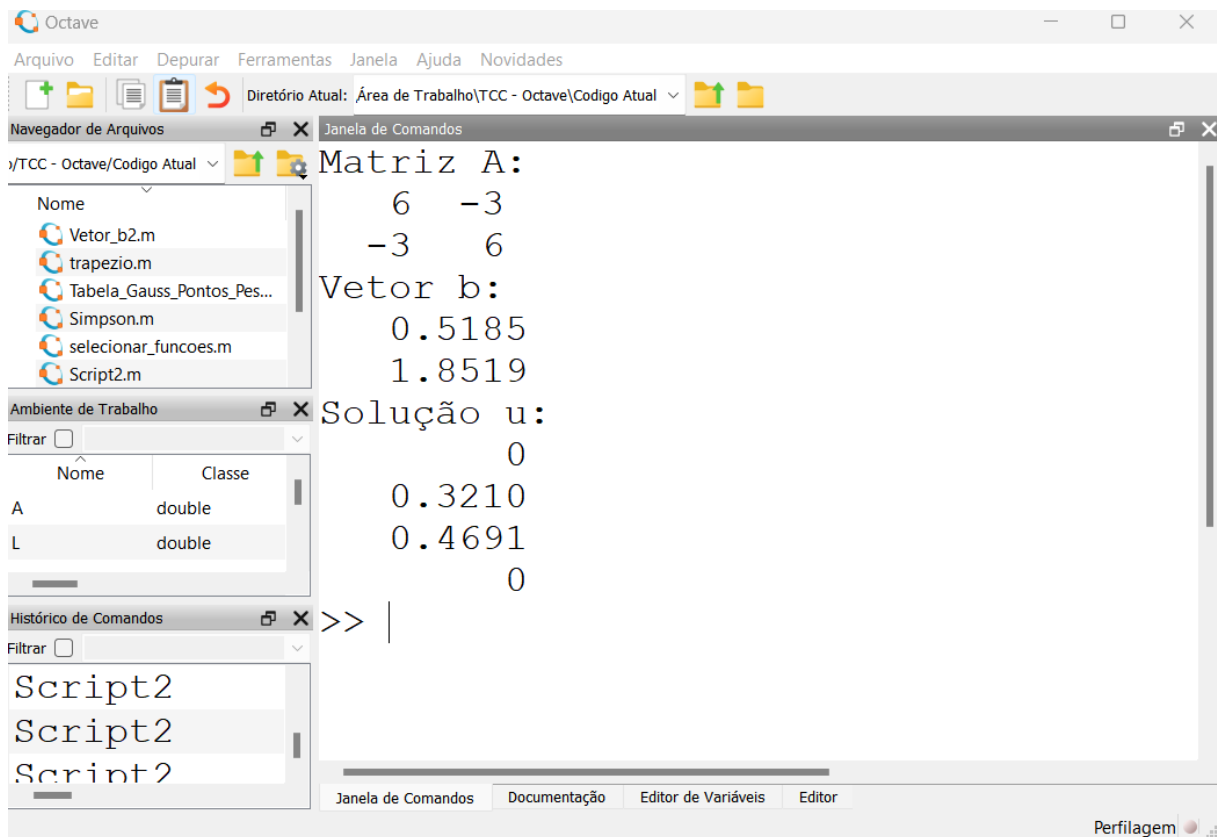 Octave
Arquivo Editar Depurar Ferramentas Janela Ajuda Novidades
Diretório Atual: Área de Trabalho\TCC - Octave\Codigo Atual
Navegador de Arquivos
o/TCC - Octave/Codigo Atual
Nome
Vetor_b2.m
trapezio.m
Tabela_Gauss_Pontos_Pes...
Simpson.m
selecionar_funcoes.m
Script2.m
Ambiente de Trabalho
Filtrar
Nome Classe
A double
L double
Histórico de Comandos
Filtrar
Script2
Script2
Script2
Janela de Comandos
Matriz A:
6 -3
-3 6
Vetor b:
0.5185
1.8519
Solução u:
0
0.3210
0.4691
0
>>
Janela de Comandos Documentação Editor de Variáveis Editor
Perfilagem